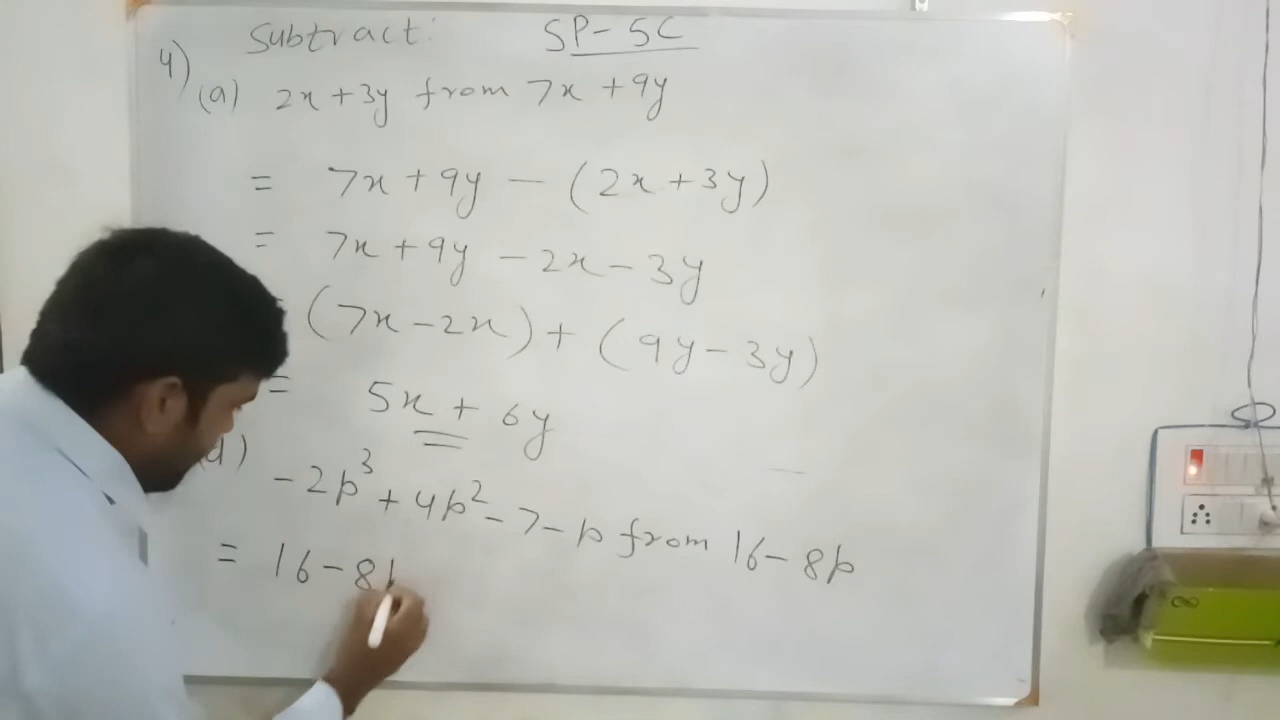 Subtract: SP-5C
4)
(a) 2x+3y from 7x+9y
= 7x+9y-(2x+3y)
= 7x+9y-2x-3y
= (7x-2x)+(9y-3y)
= 5x+6y
(d) -2p³+4p²-7-p from 16-8p
= 16-8p